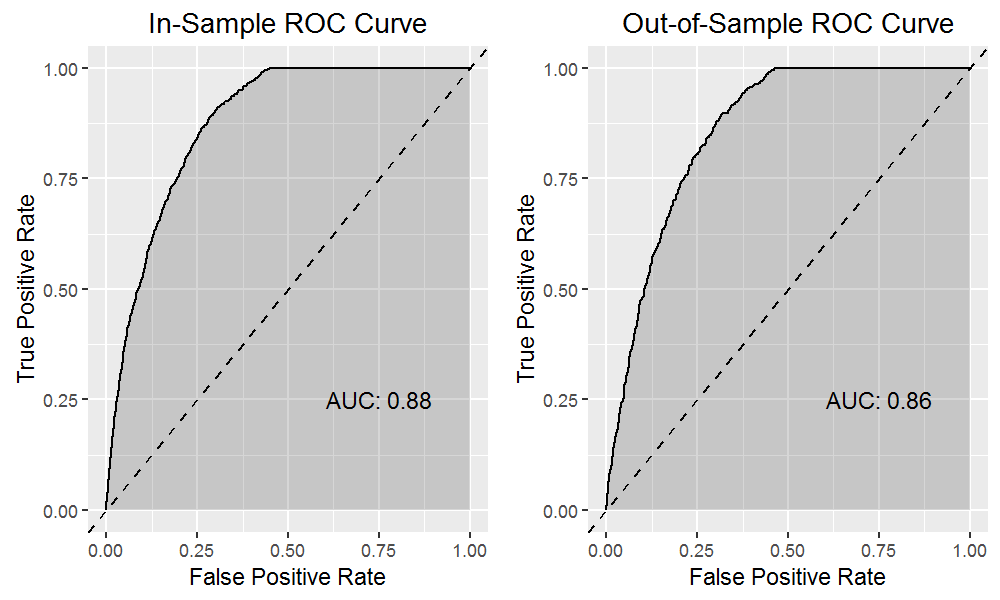 In-Sample ROC Curve
True Positive Rate
1.00
0.75
0.50
0.25
0.00
AUC: 0.88
0.00 0.25 0.50 0.75 1.00
False Positive Rate
Out-of-Sample ROC Curve
True Positive Rate
1.00
0.75
0.50
0.25
0.00
AUC: 0.86
0.00 0.25 0.50 0.75 1.00
False Positive Rate